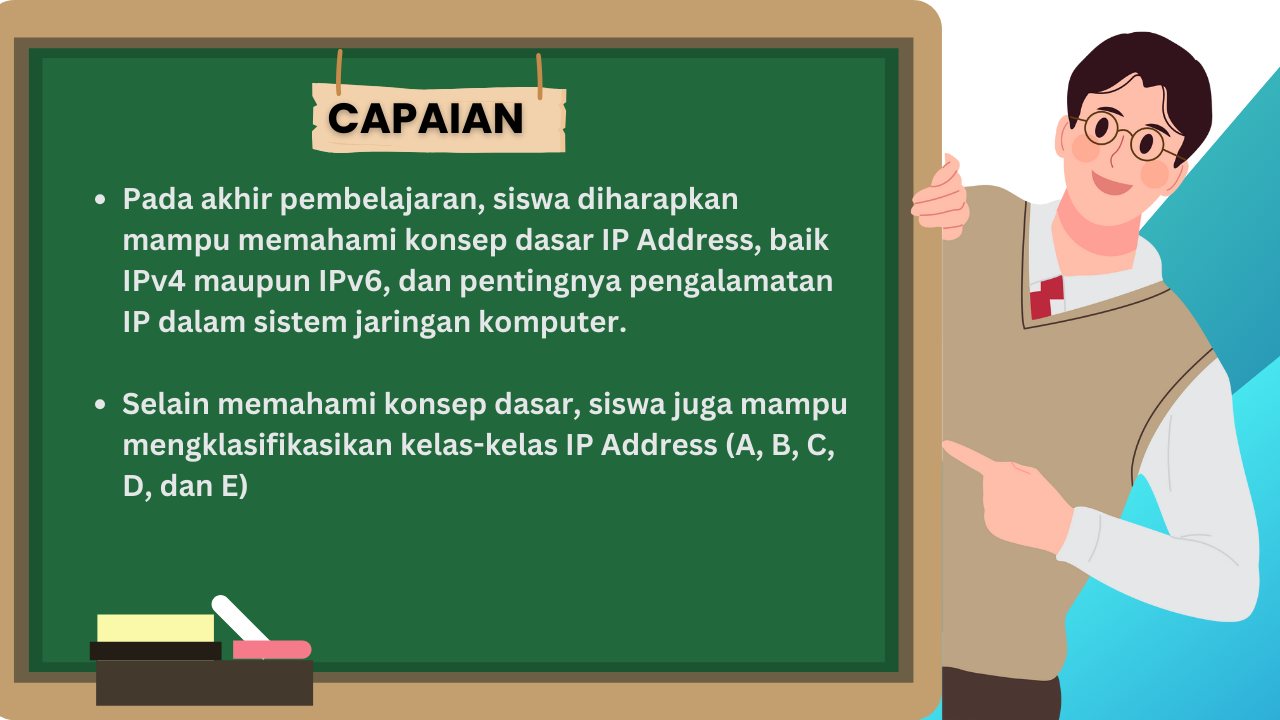 CAPAIAN
• Pada akhir pembelajaran, siswa diharapkan
mampu memahami konsep dasar IP Address, baik
IPv4 maupun IPv6, dan pentingnya pengalamatan
IP dalam sistem jaringan komputer.
• Selain memahami konsep dasar, siswa juga mampu
mengklasifikasikan kelas-kelas IP Address (A, B, C,
D, dan E)